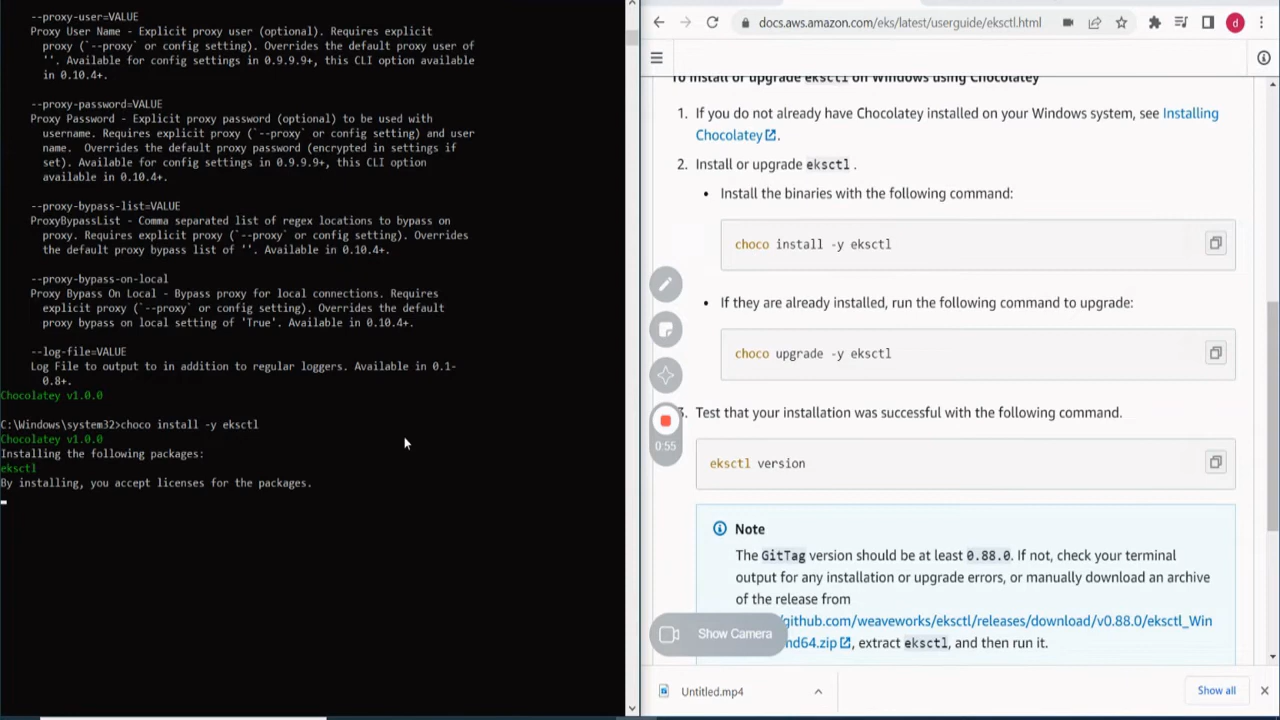 --proxy-user=VALUE
Proxy User Name - Explicit proxy user (optional). Requires explicit
proxy (`--proxy` or config setting). Overrides the default proxy user of
''. Available for config settings in 0.9.9.9+, this CLI option available
in 0.10.4+.
--proxy-password=VALUE
Proxy Password - Explicit proxy password (optional) to be used with
username. Requires explicit proxy (`--proxy` or config setting) and user
name.  Overrides the default proxy password (encrypted in settings if
set). Available for config settings in 0.9.9.9+, this CLI option
available in 0.10.4+.
--proxy-bypass-list=VALUE
ProxyBypassList - Comma separated list of regex locations to bypass on
proxy. Requires explicit proxy (`--proxy` or config setting). Overrides
the default proxy bypass list of ''. Available in 0.10.4+.
--proxy-bypass-on-local
Proxy Bypass On Local - Bypass proxy for local connections. Requires
explicit proxy (`--proxy` or config setting). Overrides the default
proxy bypass on local setting of 'True'. Available in 0.10.4+.
--log-file=VALUE
Log File to output to in addition to regular loggers. Available in 0.1-
0.8+.
Chocolatey v1.0.0
C:\Windows\system32>choco install -y eksctl
Chocolatey v1.0.0
Installing the following packages:
eksctl
By installing, you accept licenses for the packages.
docs.aws.amazon.com/eks/latest/userguide/eksctl.html
d
To install or upgrade eksctl on Windows using Chocolatey
1. If you do not already have Chocolatey installed on your Windows system, see Installing
Chocolatey.
2. Install or upgrade eksctl .
• Install the binaries with the following command:
choco install -y eksctl
• If they are already installed, run the following command to upgrade:
choco upgrade -y eksctl
3. Test that your installation was successful with the following command.
0:55
eksctl version
Note
The GitTag version should be at least 0.88.0. If not, check your terminal
output for any installation or upgrade errors, or manually download an archive
of the release from
/github.com/weaveworks/eksctl/releases/download/v0.88.0/eksctl_Win
Show Camera
nd64.zip, extract eksctl, and then run it.
Untitled.mp4
Show all